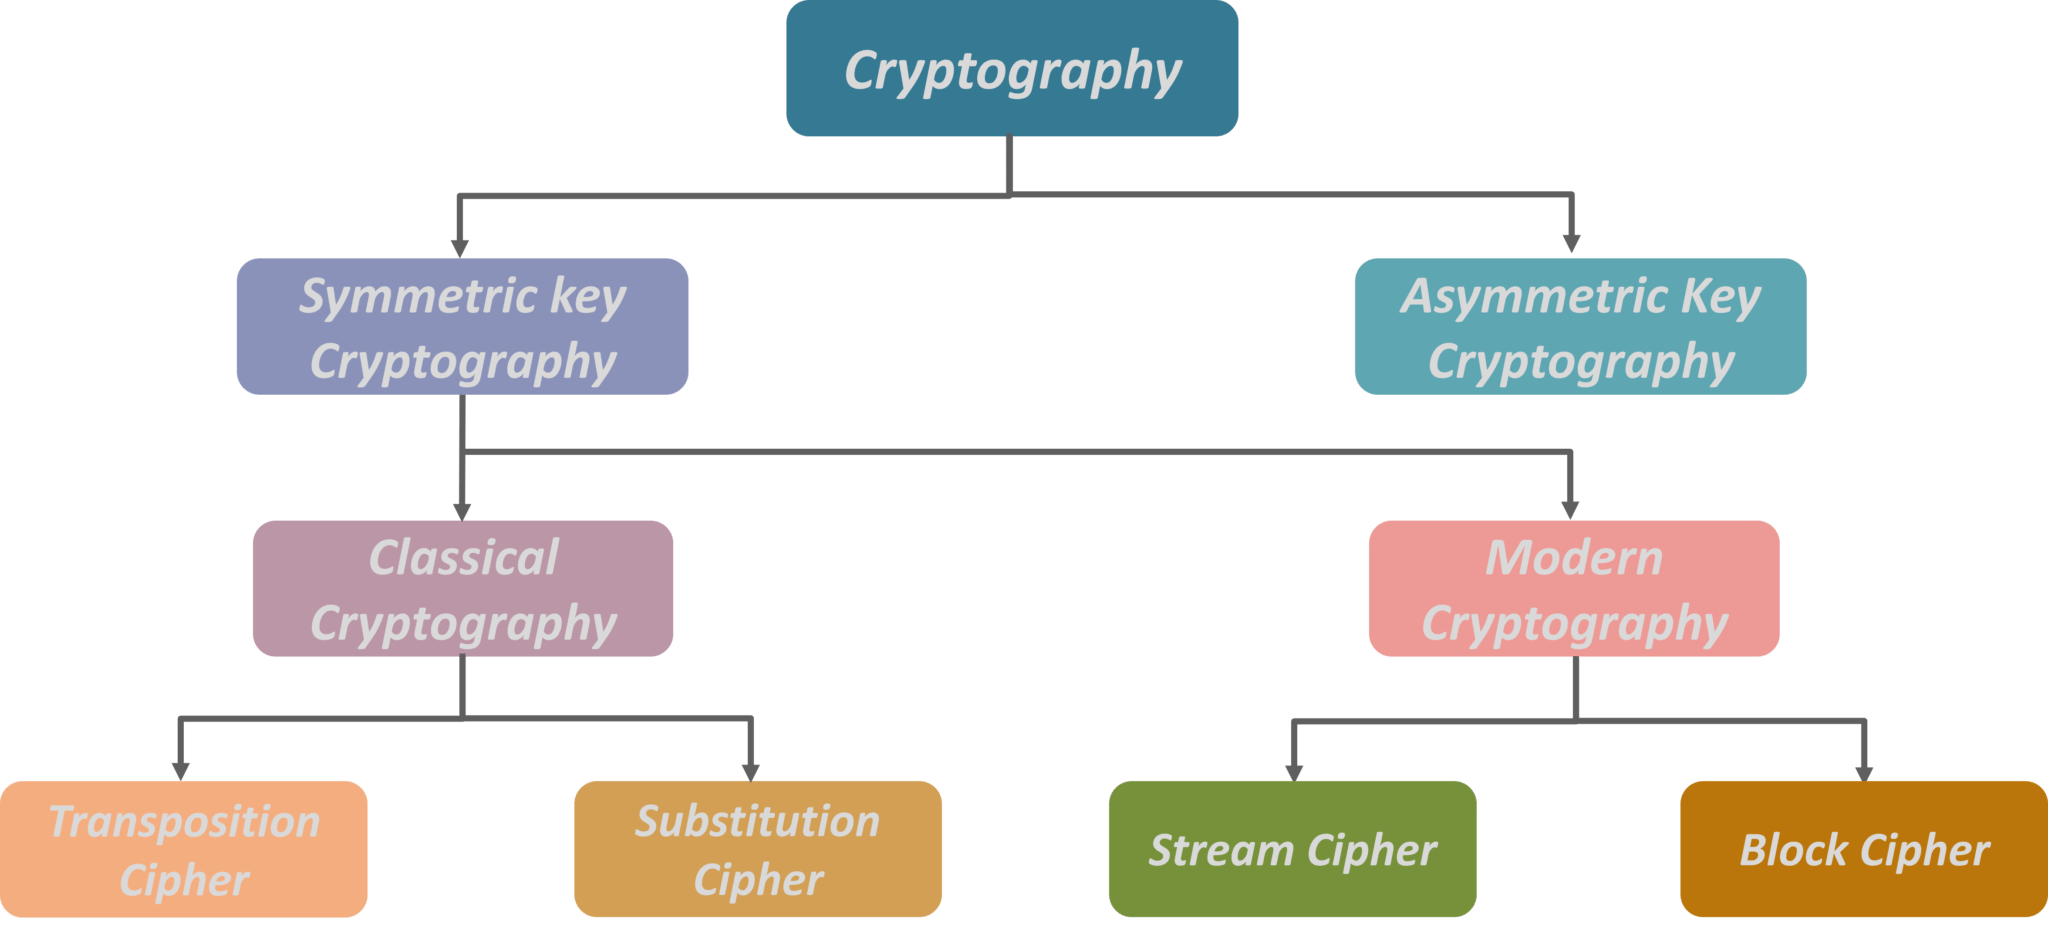 Cryptography
Symmetric key
Cryptography
Asymmetric Key
Cryptography
Classical
Cryptography
Modern
Cryptography
Transposition
Cipher
Substitution
Cipher
Stream Cipher
Block Cipher